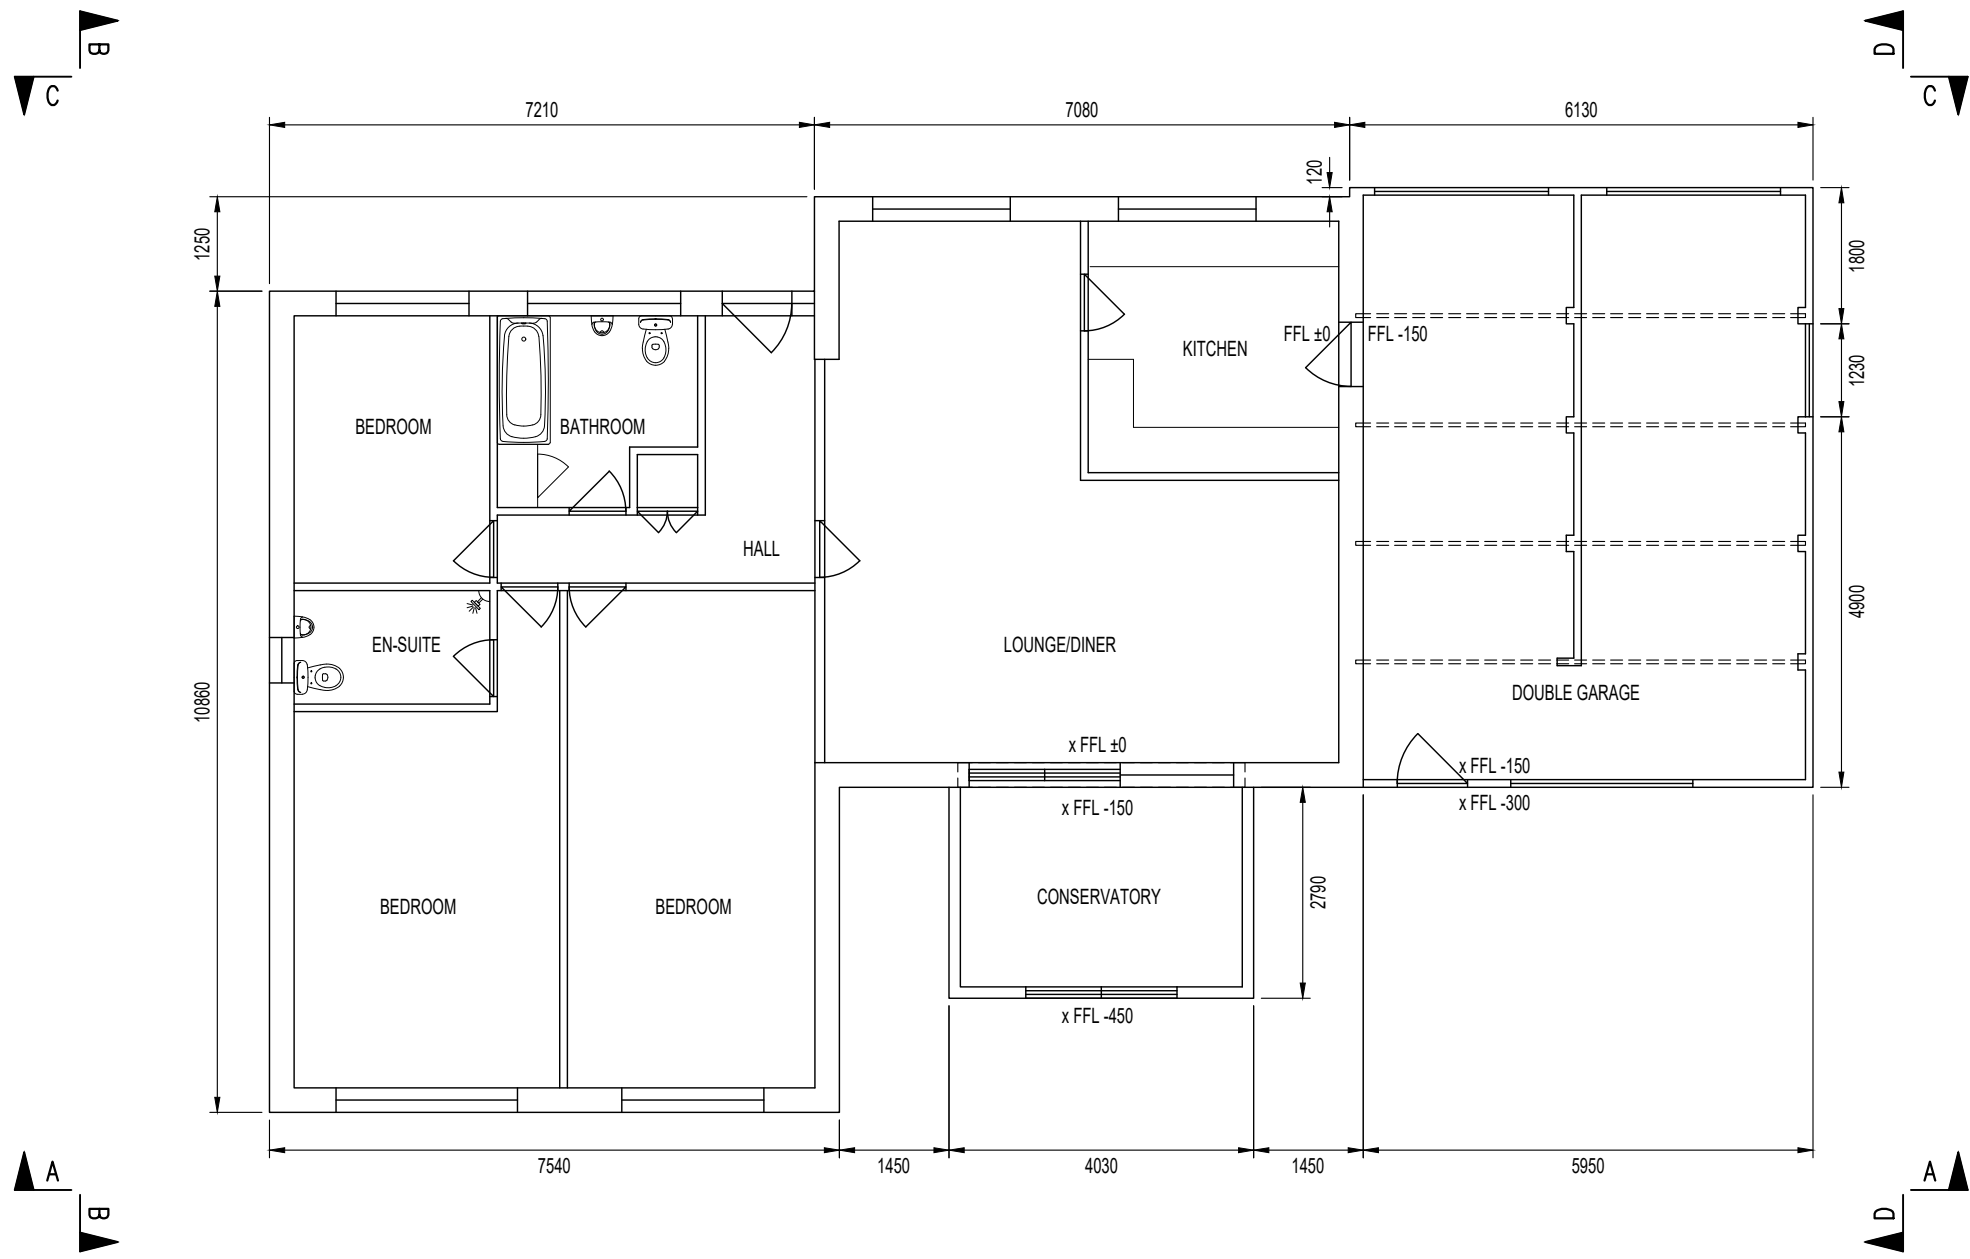 B
D
C
C
7210
7080
6130
120
1250
1800
FFL ±0
FFL -150
KITCHEN
1230
BEDROOM
BATHROOM
HALL
4900
EN-SUITE
LOUNGE/DINER
10860
DOUBLE GARAGE
x FFL ±0
x FFL -150
x FFL -150
x FFL -300
2790
BEDROOM
BEDROOM
CONSERVATORY
x FFL -450
7540
1450
4030
1450
5950
A
A
B
D